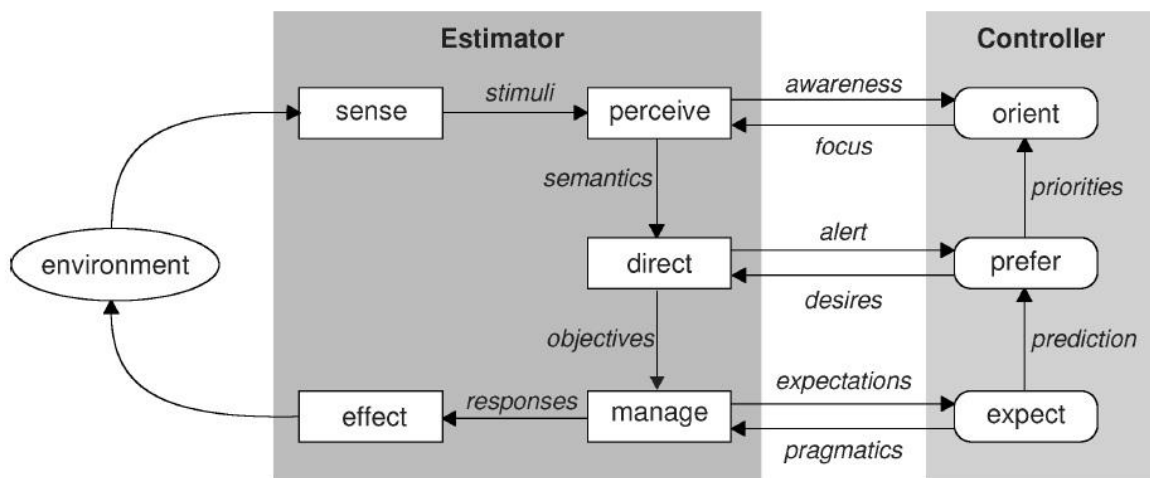 Estimator
Controller
sense
stimuli
perceive
awareness
orient
focus
semantics
priorities
environment
direct
alert
prefer
desires
objectives
prediction
effect
responses
manage
expectations
expect
pragmatics